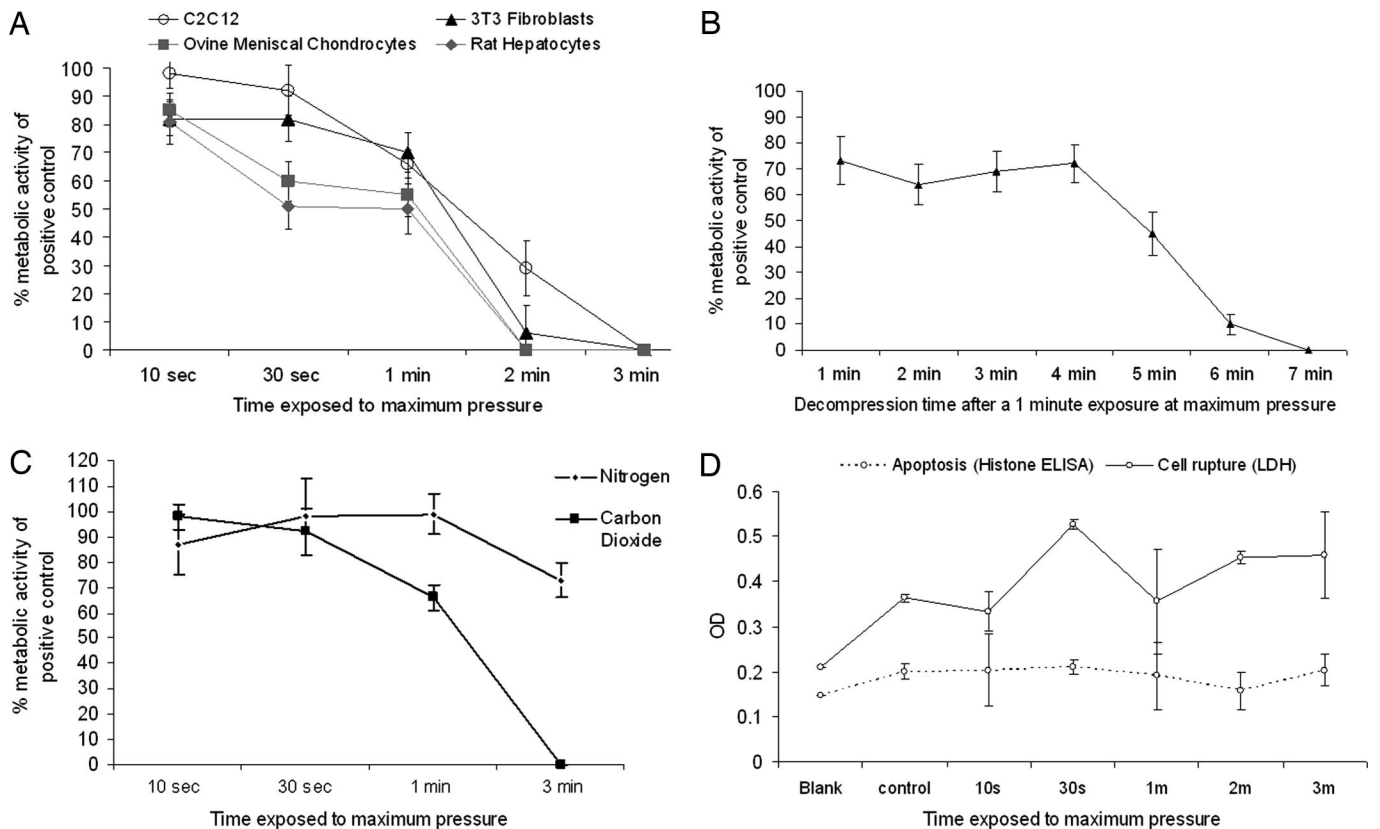 A
C2C12
3T3 Fibroblasts
Ovine Meniscal Chondrocytes
Rat Hepatocytes
% metabolic activity of
positive control
100
90
80
70
60
50
40
30
20
10
0
10 sec 30 sec 1 min 2 min 3 min
Time exposed to maximum pressure
B
% metabolic activity of
positive control
100
90
80
70
60
50
40
30
20
10
0
1 min 2 min 3 min 4 min 5 min 6 min 7 min
Decompression time after a 1 minute exposure at maximum pressure
C
Nitrogen
Carbon
Dioxide
% metabolic activity of
positive control
120
110
100
90
80
70
60
50
40
30
20
10
0
10 sec 30 sec 1 min 3 min
Time exposed to maximum pressure
D
Apoptosis (Histone ELISA)
Cell rupture (LDH)
OD
0.6
0.5
0.4
0.3
0.2
0.1
0
Blank control 10s 30s 1m 2m 3m
Time exposed to maximum pressure